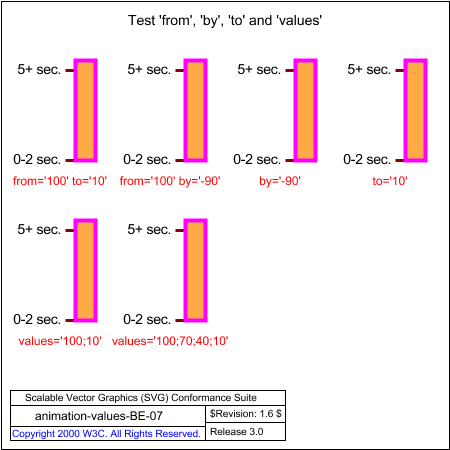 Test 'from', 'by', 'to' and 'values'
5+ sec. 5+ sec. 5+ sec. 5+ sec.
0-2 sec. 0-2 sec. 0-2 sec. 0-2 sec.
from='100' to='10' from='100' by='-90' by='-90' to='10'
5+ sec. 5+ sec.
0-2 sec. 0-2 sec.
values='100;10' values='100;70;40;10'
Scalable Vector Graphics (SVG) Conformance Suite
animation-values-BE-07 $Revision: 1.6 $
Copyright 2000 W3C. All Rights Reserved. Release 3.0